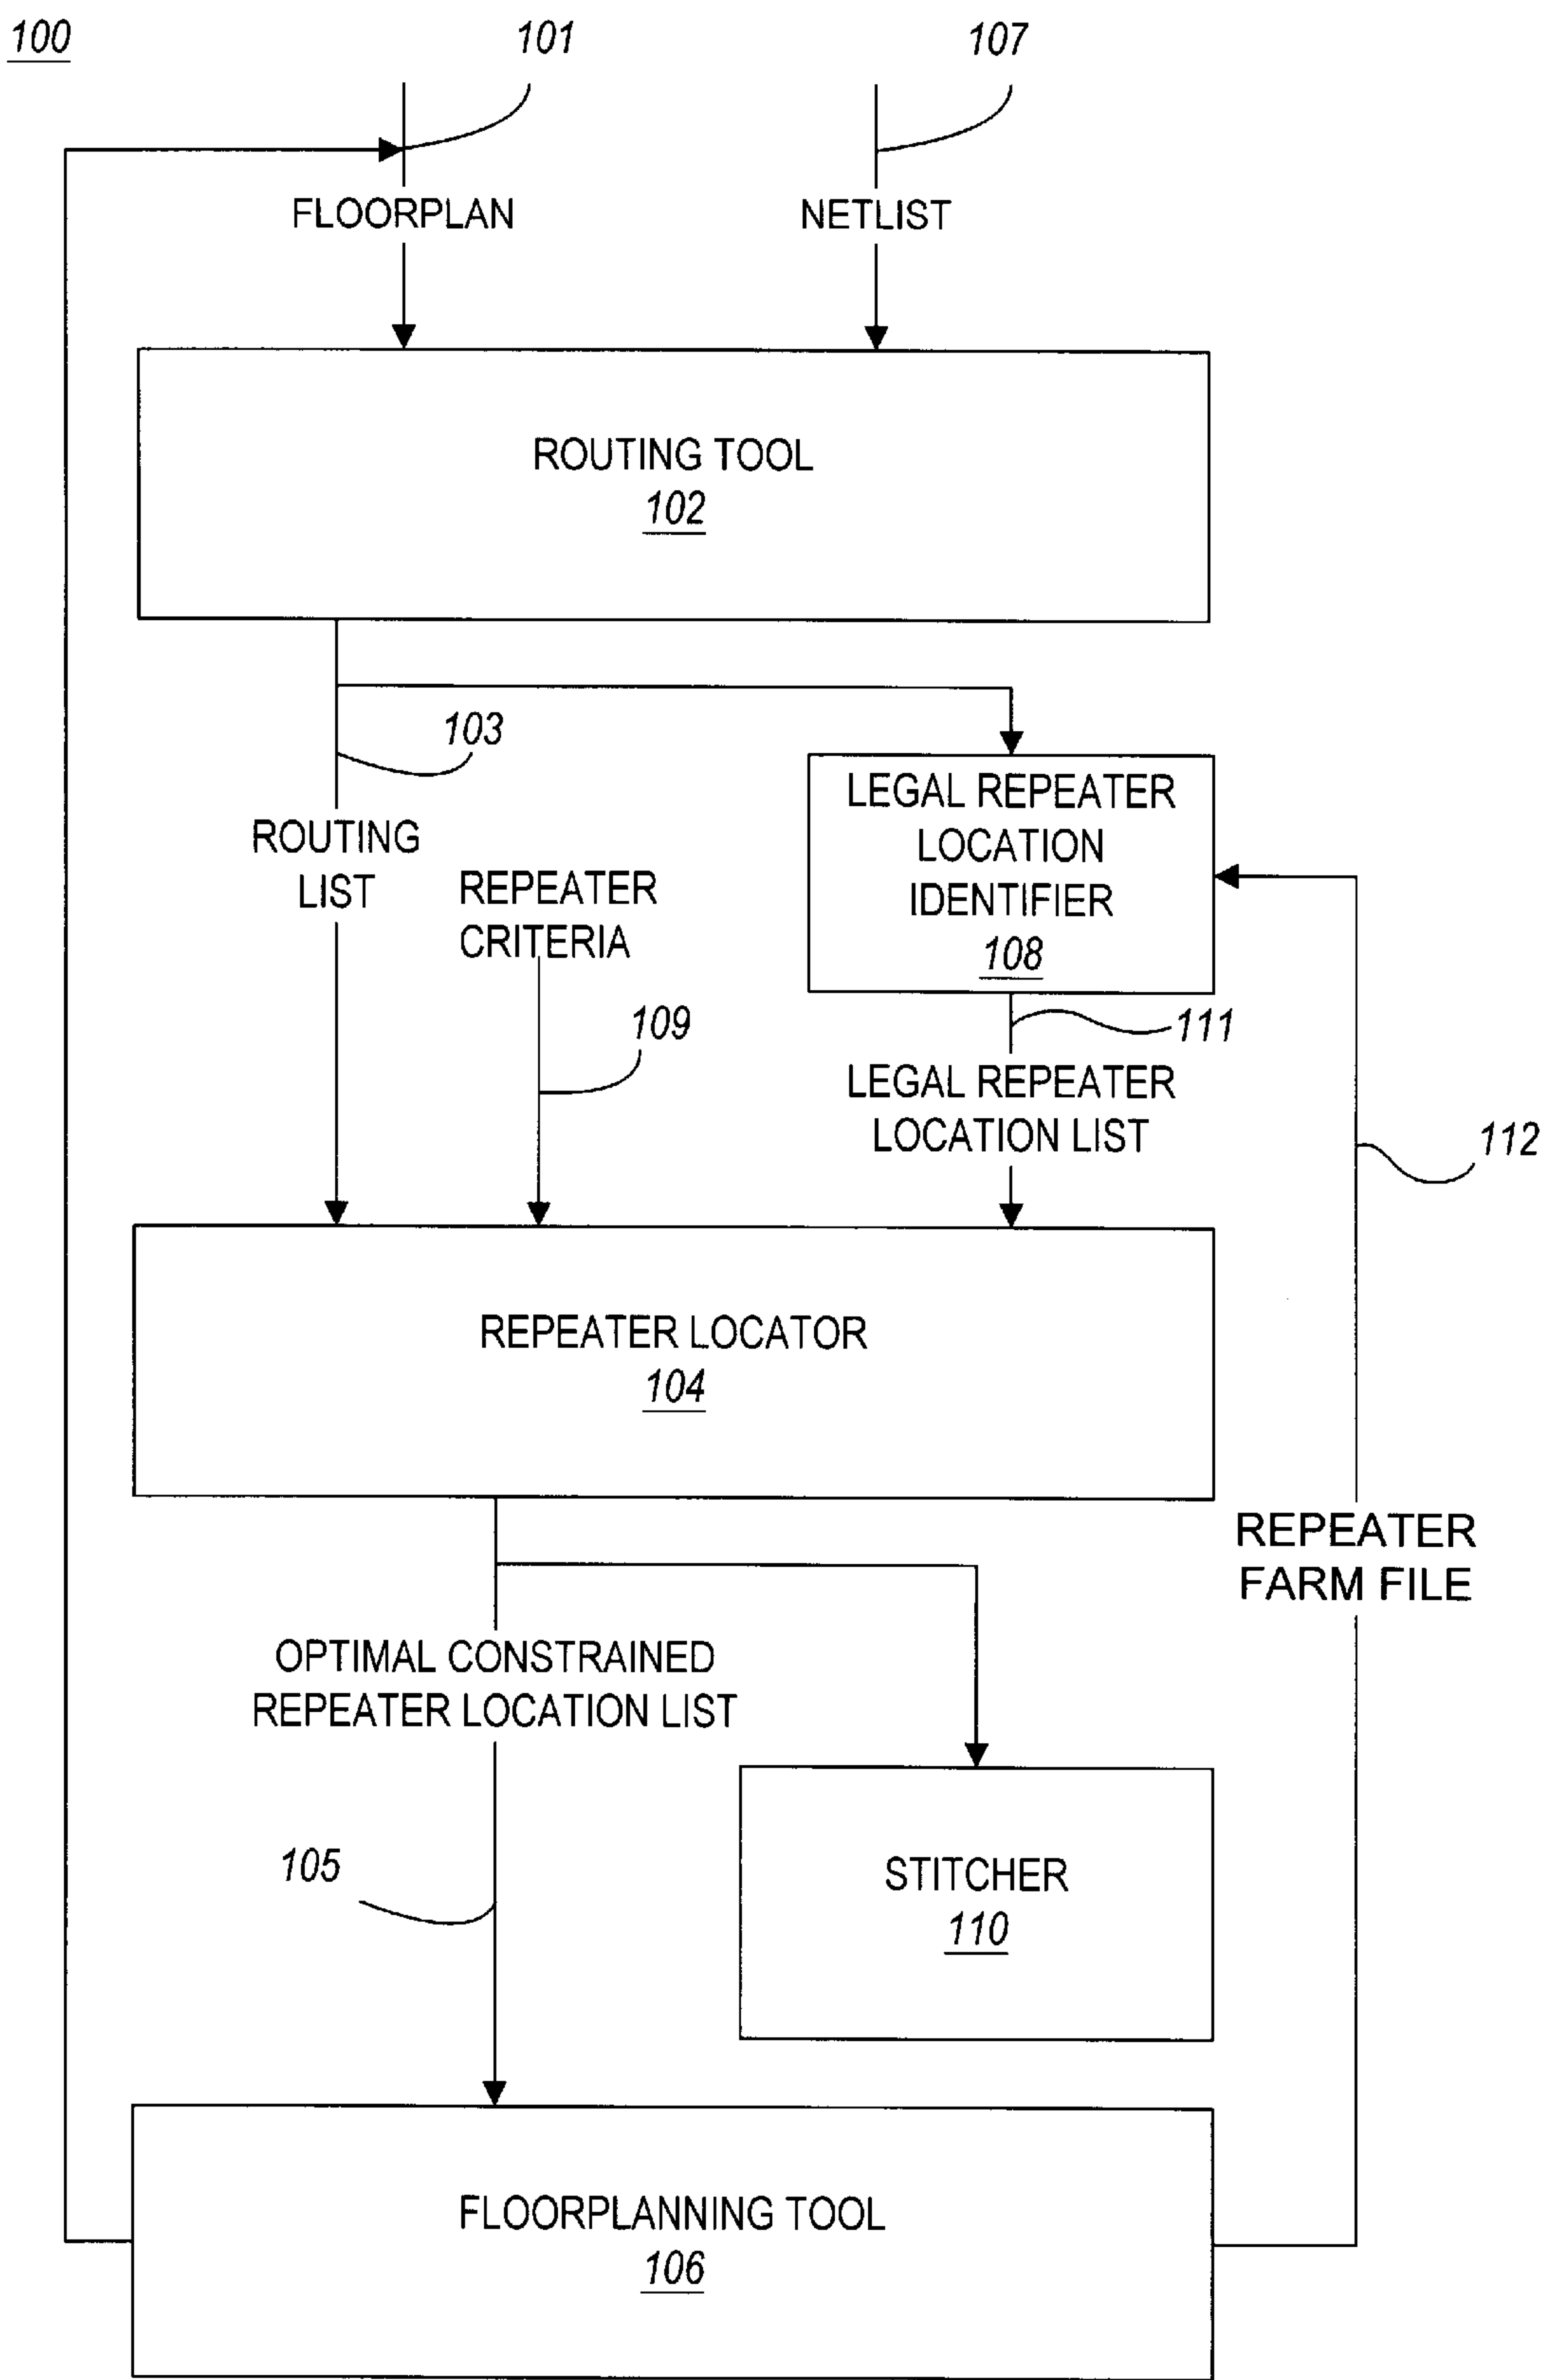 100
101
107
FLOORPLAN
NETLIST
ROUTING TOOL
102
103
ROUTING
LIST
REPEATER
CRITERIA
LEGAL REPEATER
LOCATION
IDENTIFIER
108
109
111
LEGAL REPEATER
LOCATION LIST
112
REPEATER LOCATOR
104
REPEATER
FARM FILE
OPTIMAL CONSTRAINED
REPEATER LOCATION LIST
105
STITCHER
110
FLOORPLANNING TOOL
106